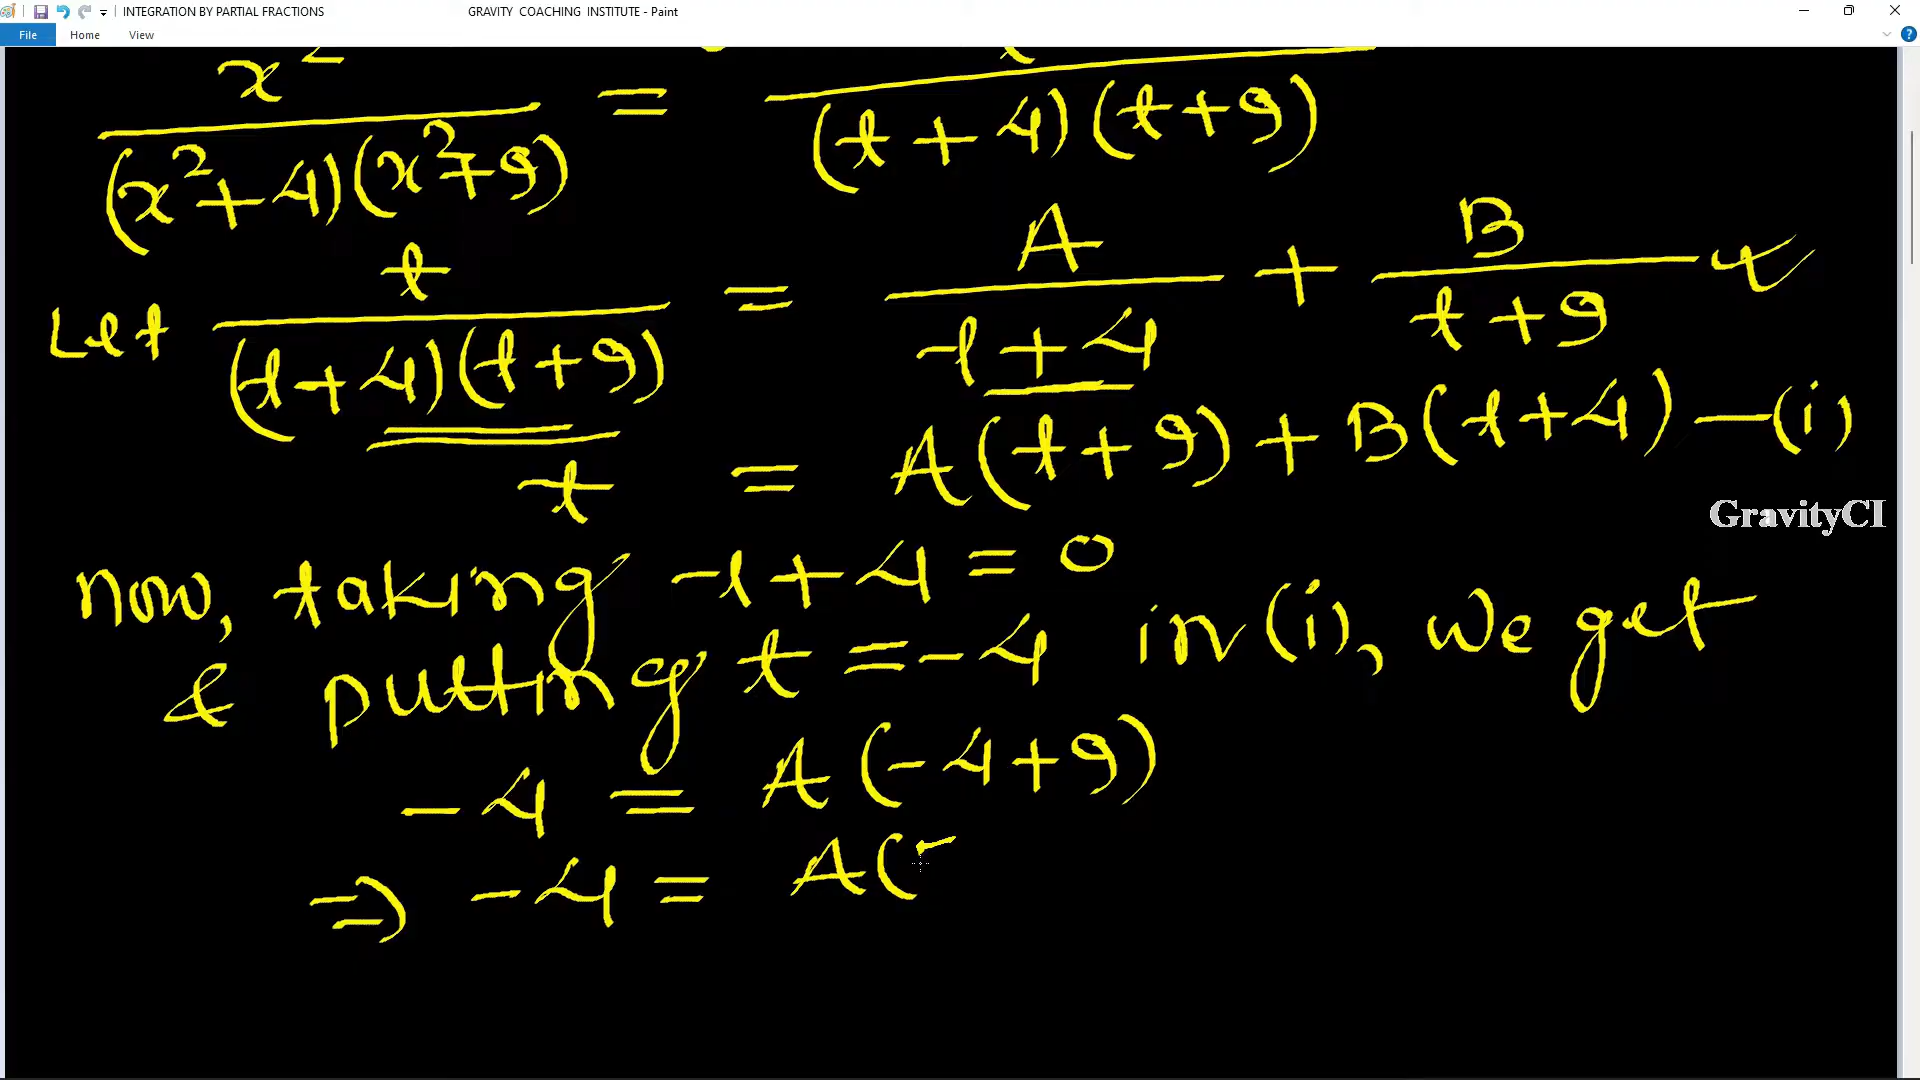 INTEGRATION BY PARTIAL FRACTIONS GRAVITY COACHING INSTITUTE - Paint
File Home View
x²/((x²+4)(x²+9)) = /((t+4)(t+9))
Let t/((t+4)(t+9)) = A/(t+4) + B/(t+9)
t = A(t+9) + B(t+4) —(i)
GravityCI
Now, taking t+4=0
& putting t=-4 in (i), we get
-4 = A(-4+9)
=> -4 = A(